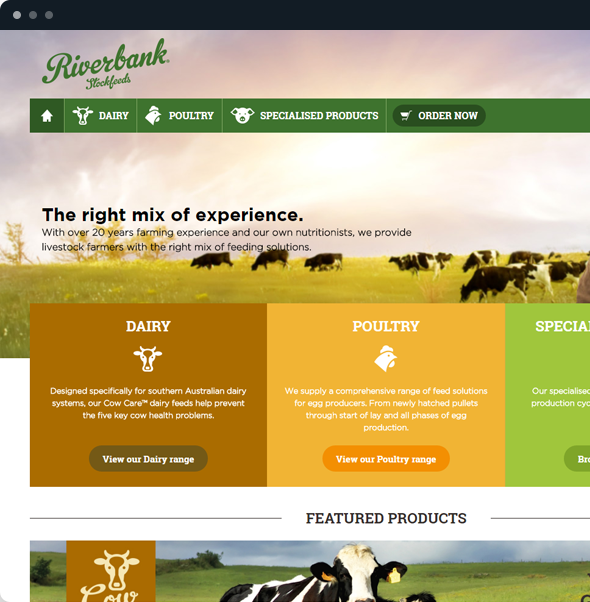 Riverbank
Stockfeeds
DAIRY POULTRY SPECIALISED PRODUCTS ORDER NOW
The right mix of experience.
With over 20 years farming experience and our own nutritionists, we provide
livestock farmers with the right mix of feeding solutions.
DAIRY
Designed specifically for southern Australian dairy
systems, our Cow Care™ dairy feeds help prevent
the five key cow health problems.
View our Dairy range
POULTRY
We supply a comprehensive range of feed solutions
for egg producers. From newly hatched pullets
through start of lay and all phases of egg
production.
View our Poultry range
SPECIAL
Our specialised
production cyc
Bro
FEATURED PRODUCTS
Cow